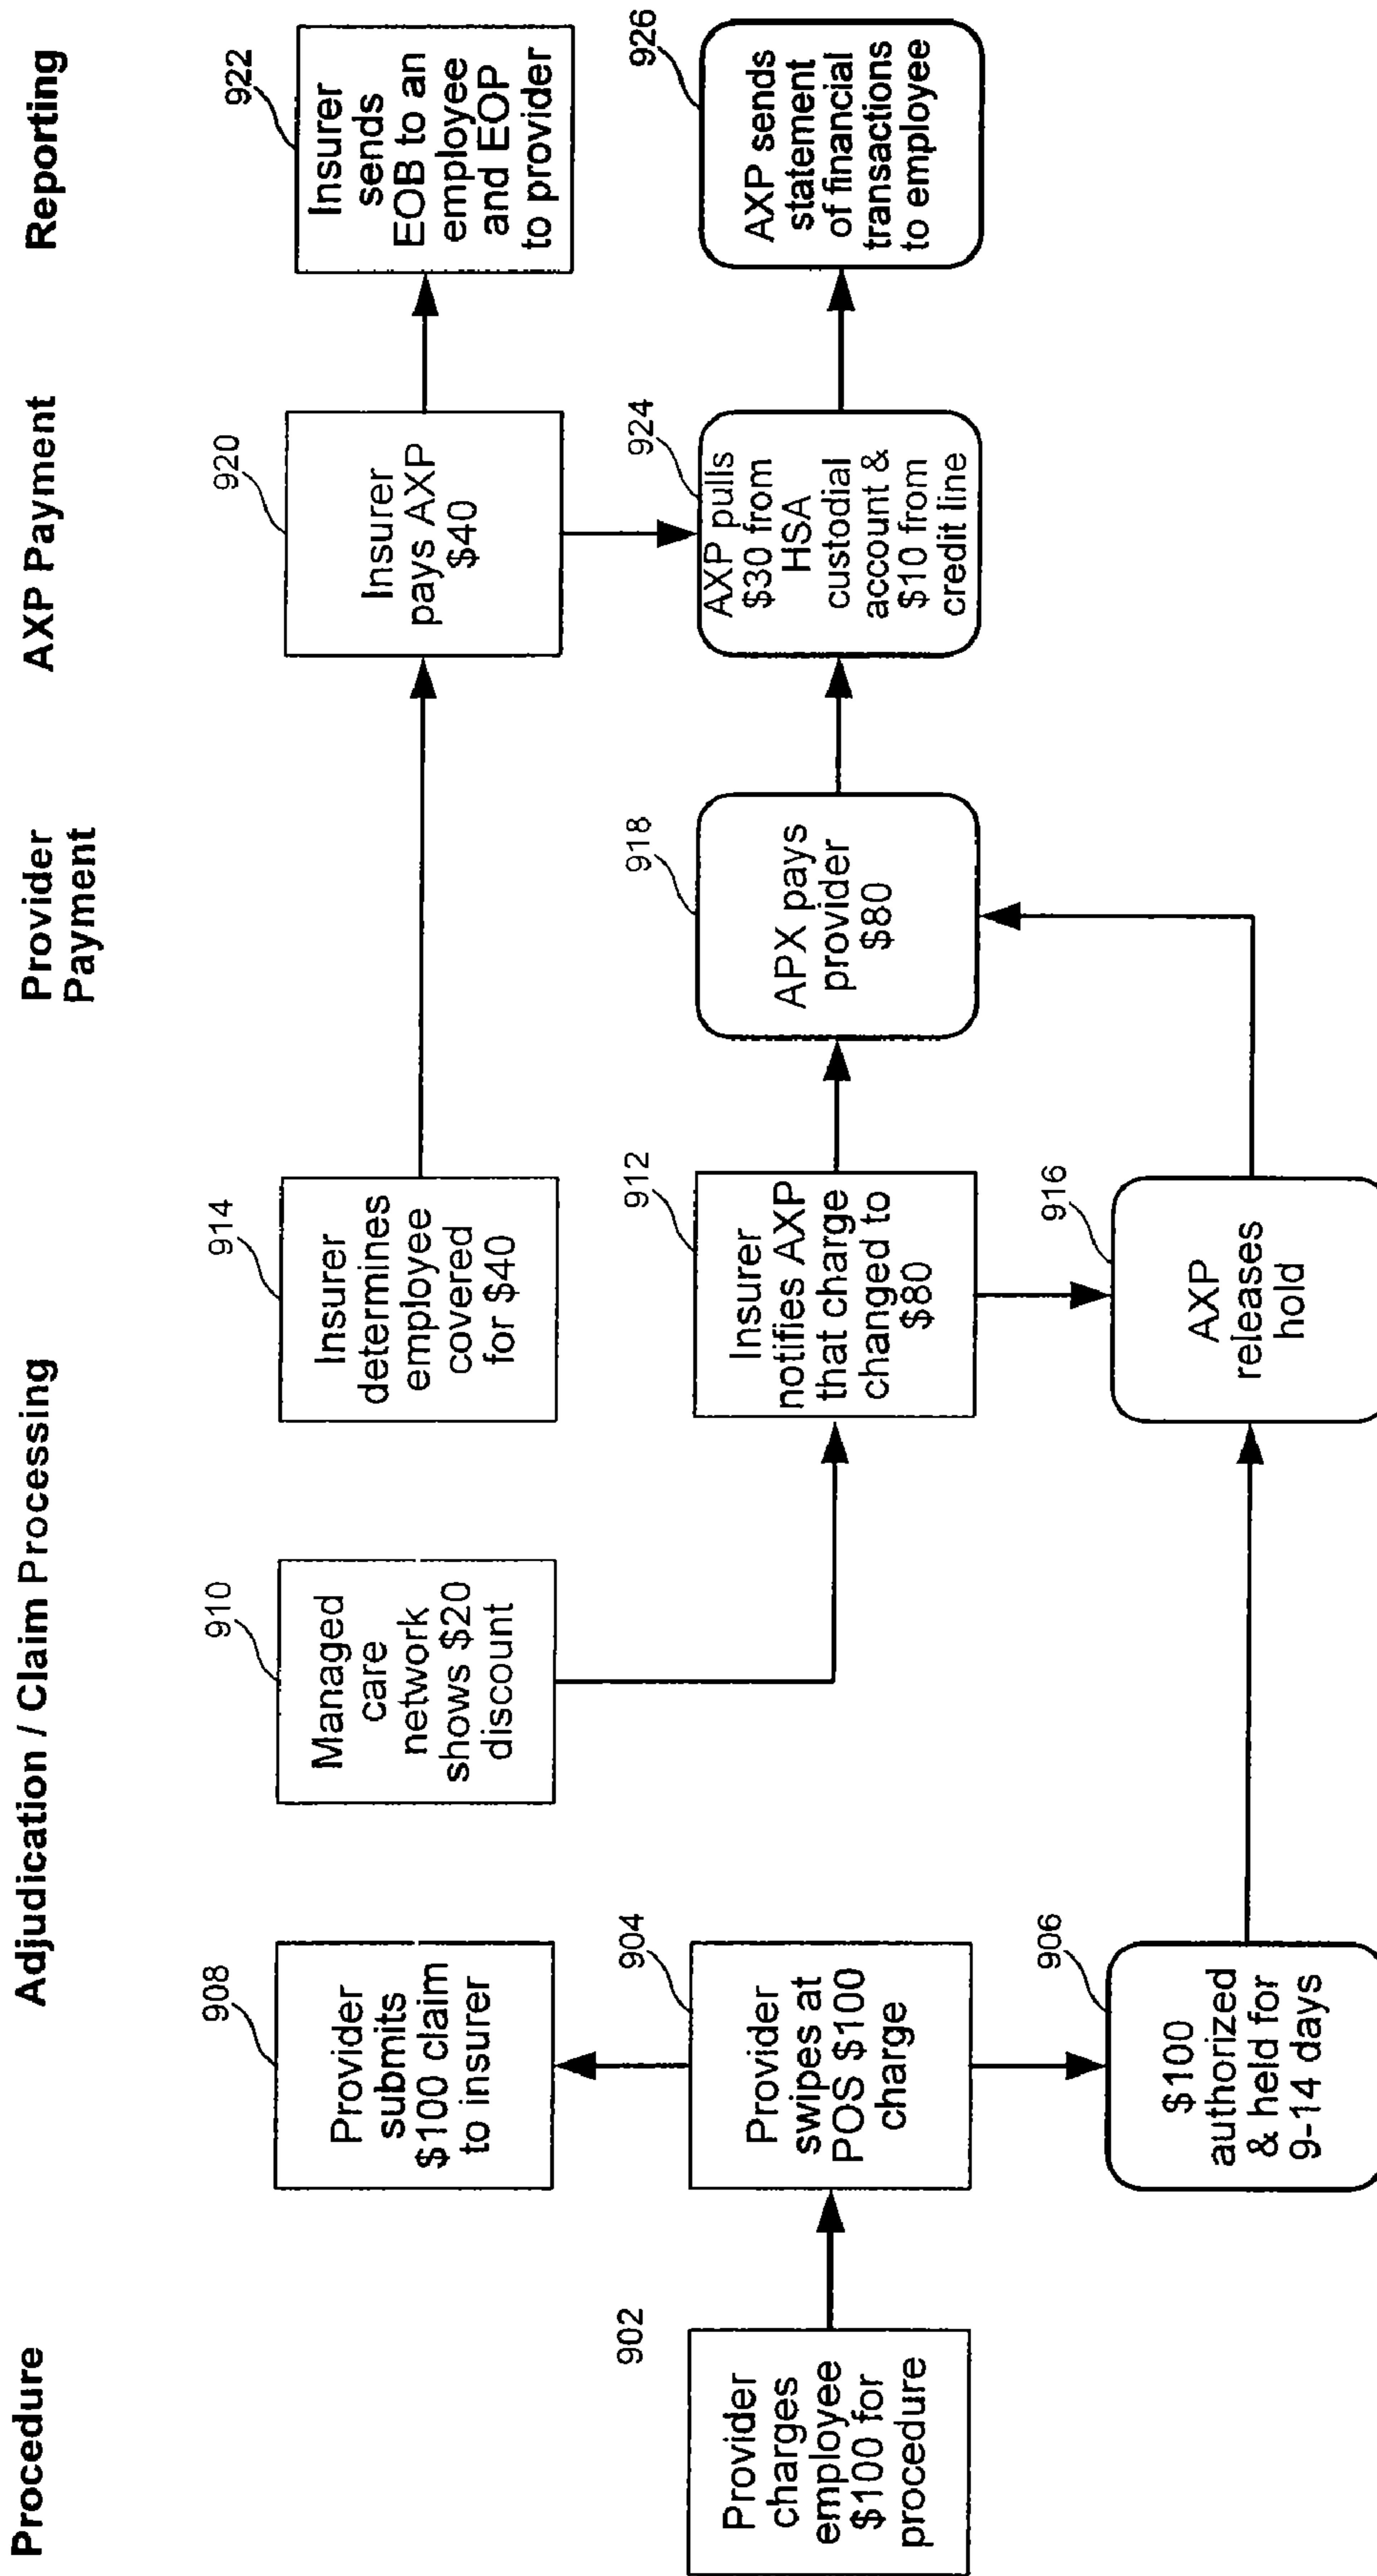 Procedure
Adjudication / Claim Processing
Provider
Payment
AXP Payment
Reporting
902
Provider
charges
employee
$100 for
procedure
908
Provider
submits
$100 claim
to insurer
904
Provider
swipes at
POS $100
charge
906
$100
authorized
& held for
9-14 days
910
Managed
care
network
shows $20
discount
914
Insurer
determines
employee
covered
for $40
912
Insurer
notifies AXP
that charge
changed to
$80
916
AXP
releases
hold
918
APX pays
provider
$80
920
Insurer
pays AXP
$40
924
AXP pulls
$30 from
HSA
custodial
account &
$10 from
credit line
922
Insurer
sends
EOB to an
employee
and EOP
to provider
926
AXP sends
statement
of financial
transactions
to employee